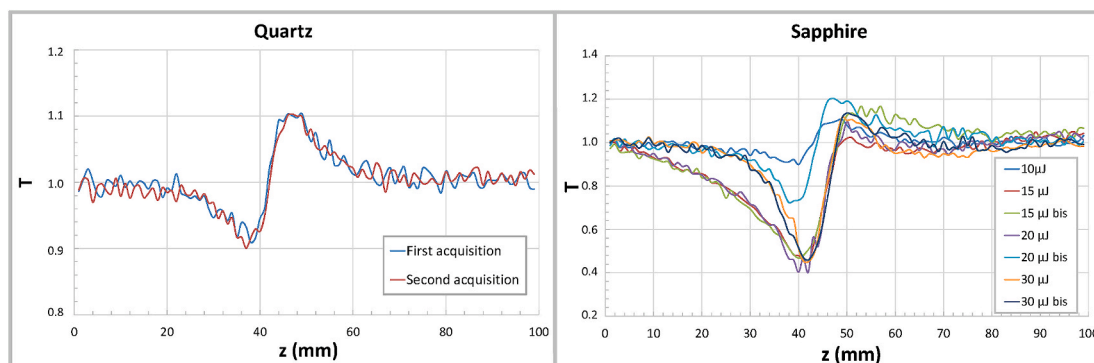 Quartz
1.2
1.1
1.0
0.9
0.8
T
0
20
40
60
80
100
z (mm)
First acquisition
Second acquisition
Sapphire
1.4
1.2
1.0
0.8
0.6
0.4
0.2
T
0
10
20
30
40
50
60
70
80
90
100
z (mm)
10µJ
15 µJ
15 µJ bis
20 µJ
20 µJ bis
30 µJ
30 µJ bis